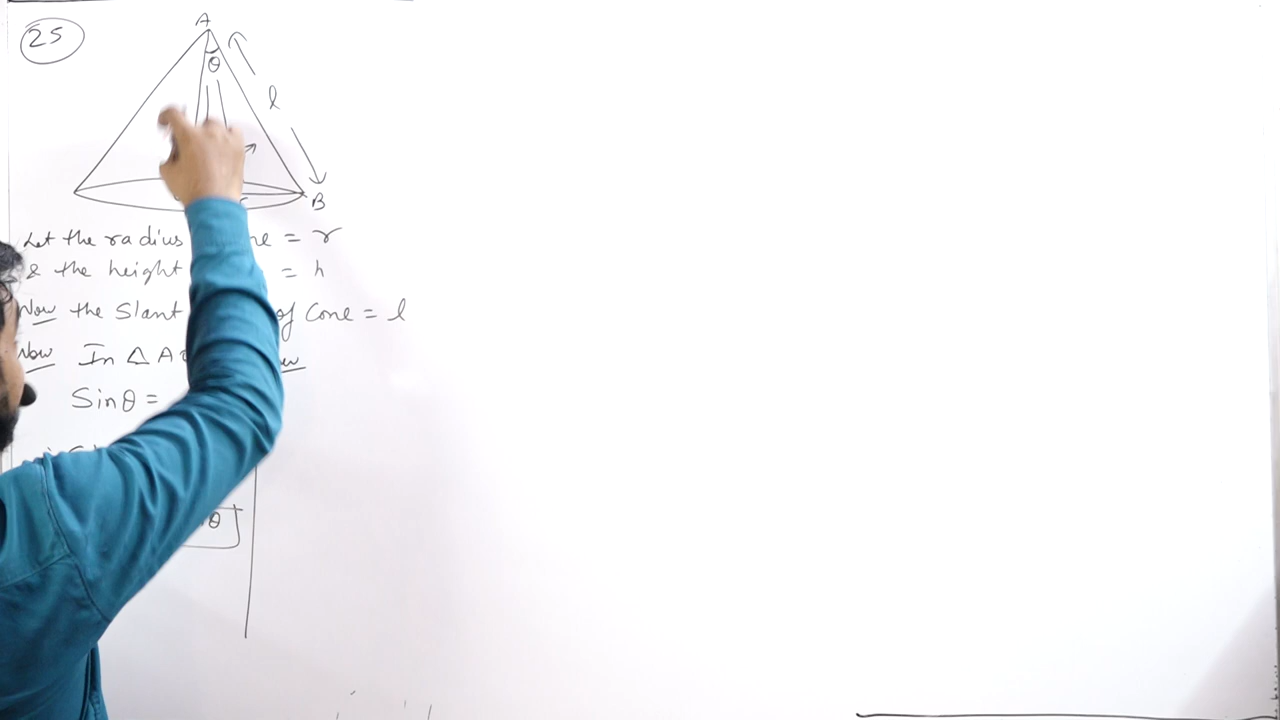 25
A
θ
l
B
Let the radius = r
& the height = h
Now the Slant of Cone = l
Now In △ A
Sinθ =
θ